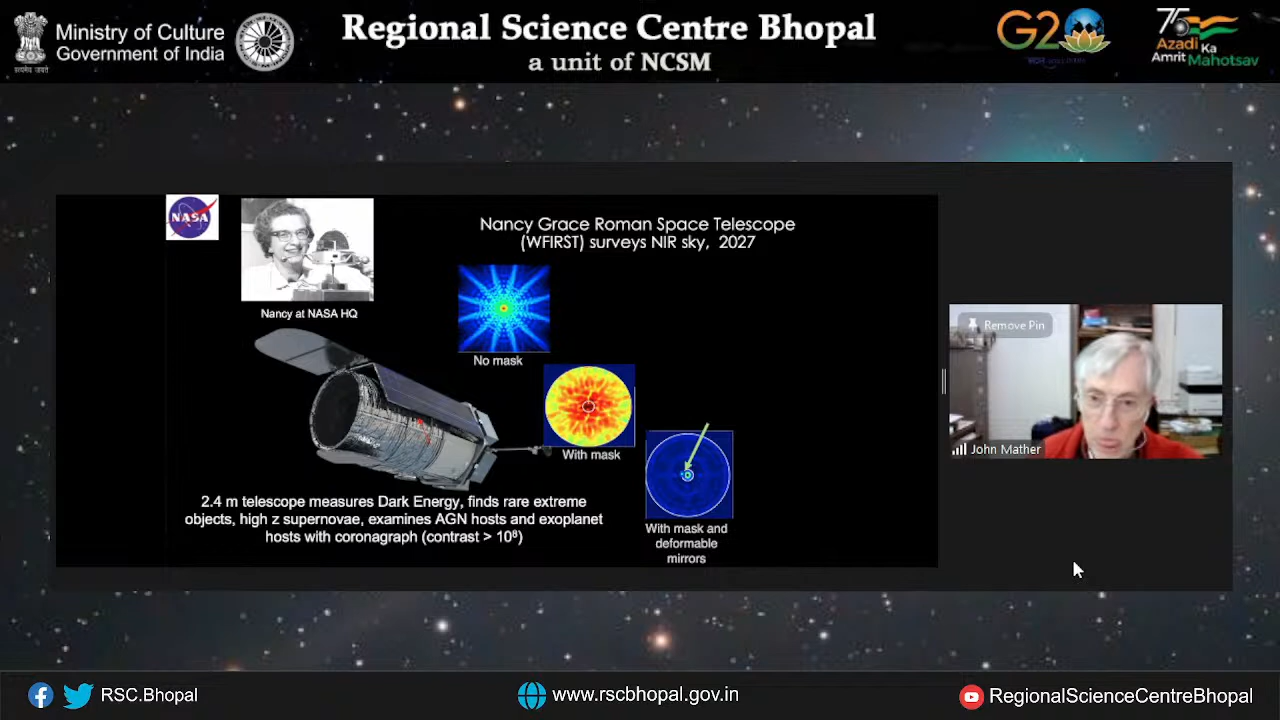 Ministry of Culture
Government of India
Regional Science Centre Bhopal
a unit of NCSM
G20
75
Azadi
Ka
Amrit Mahotsav
NASA
Nancy Grace Roman Space Telescope
(WFIRST) surveys NIR sky, 2027
Nancy at NASA HQ
No mask
With mask
With mask and
deformable
mirrors
2.4 m telescope measures Dark Energy, finds rare extreme
objects, high z supernovae, examines AGN hosts and exoplanet
hosts with coronagraph (contrast > 10⁸)
Remove Pin
John Mather
RSC.Bhopal
www.rscbhopal.gov.in
RegionalScienceCentreBhopal